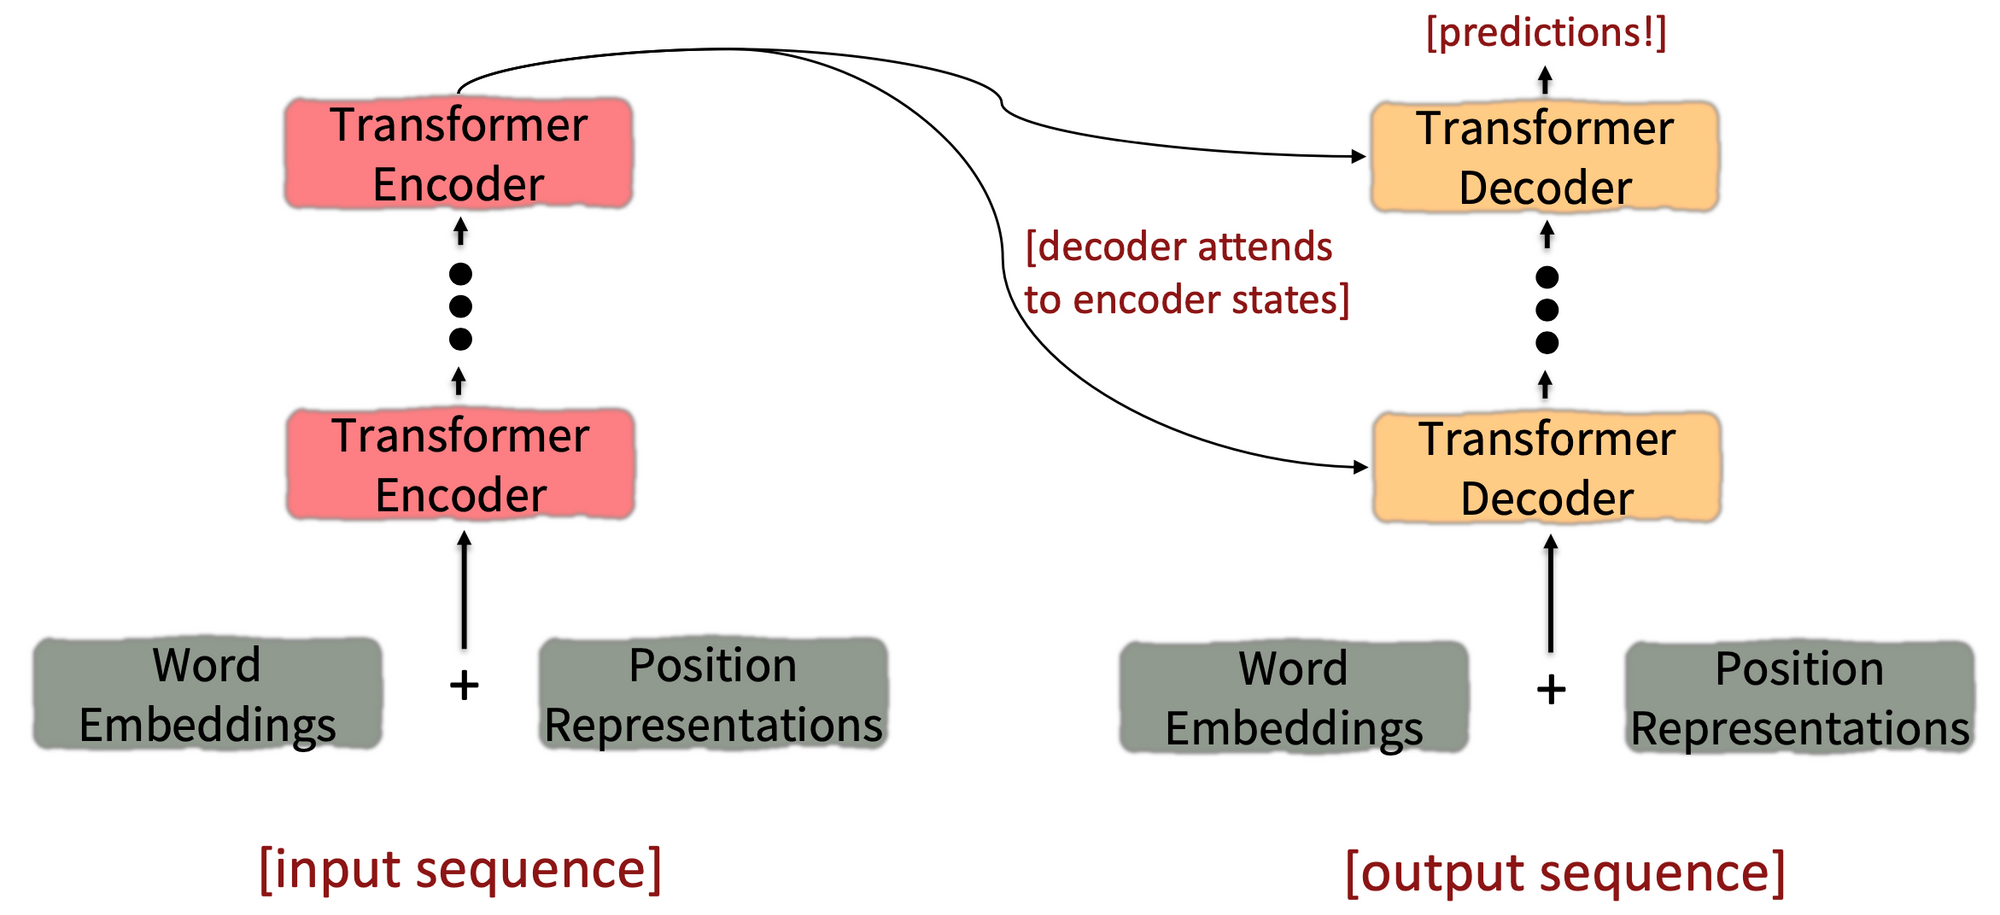 [predictions!]
Transformer
Encoder
Transformer
Decoder
[decoder attends
to encoder states]
Transformer
Encoder
Transformer
Decoder
Word
Embeddings
+
Position
Representations
Word
Embeddings
+
Position
Representations
[input sequence]
[output sequence]